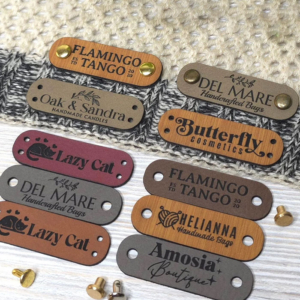 FLAMINGO
TANGO
DEL MARE
Handcrafted Bags
Oak & Sandra
HANDMADE CANDLES
Butterfly
cosmetics
Lazy Cat
FLAMINGO
TANGO
DEL MARE
Handcrafted Bags
HELIANNA
Handmade Bags
Lazy Cat
Amosia
Boutique